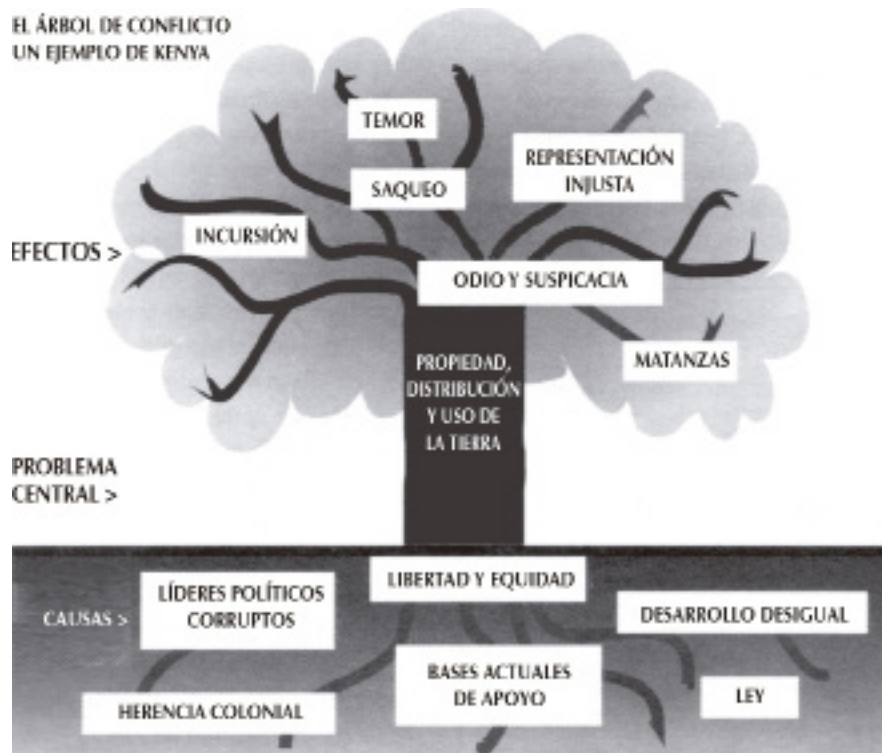 EL ÁRBOL DE CONFLICTO
UN EJEMPLO DE KENYA
TEMOR
REPRESENTACIÓN
INJUSTA
SAQUEO
INCURSIÓN
EFECTOS >
ODIO Y SUSPICACIA
MATANZAS
PROPIEDAD,
DISTRIBUCIÓN
Y USO DE
LA TIERRA
PROBLEMA
CENTRAL >
LIBERTAD Y EQUIDAD
LÍDERES POLÍTICOS
CORRUPTOS
CAUSAS >
DESARROLLO DESIGUAL
BASES ACTUALES
DE APOYO
LEY
HERENCIA COLONIAL